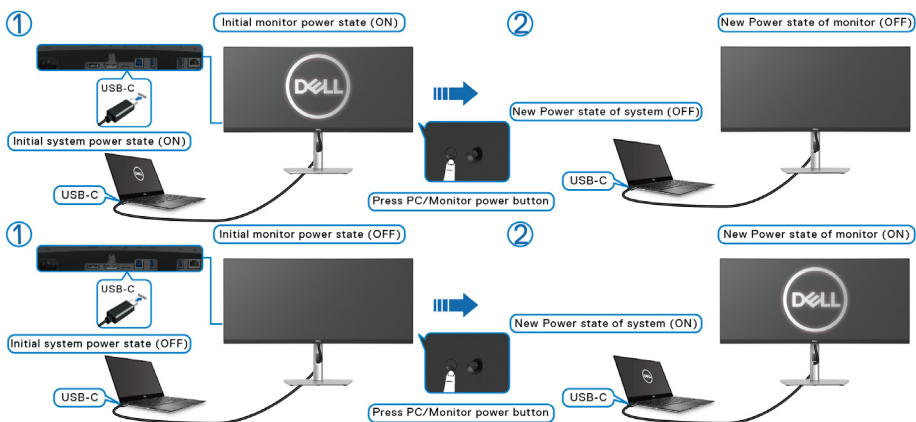 1
Initial monitor power state (ON)
2
New Power state of monitor (OFF)
USB-C
DELL
New Power state of system (OFF)
Initial system power state (ON)
DELL
USB-C
USB-C
Press PC/Monitor power button
1
Initial monitor power state (OFF)
2
New Power state of monitor (ON)
USB-C
DELL
New Power state of system (ON)
Initial system power state (OFF)
DELL
USB-C
USB-C
Press PC/Monitor power button